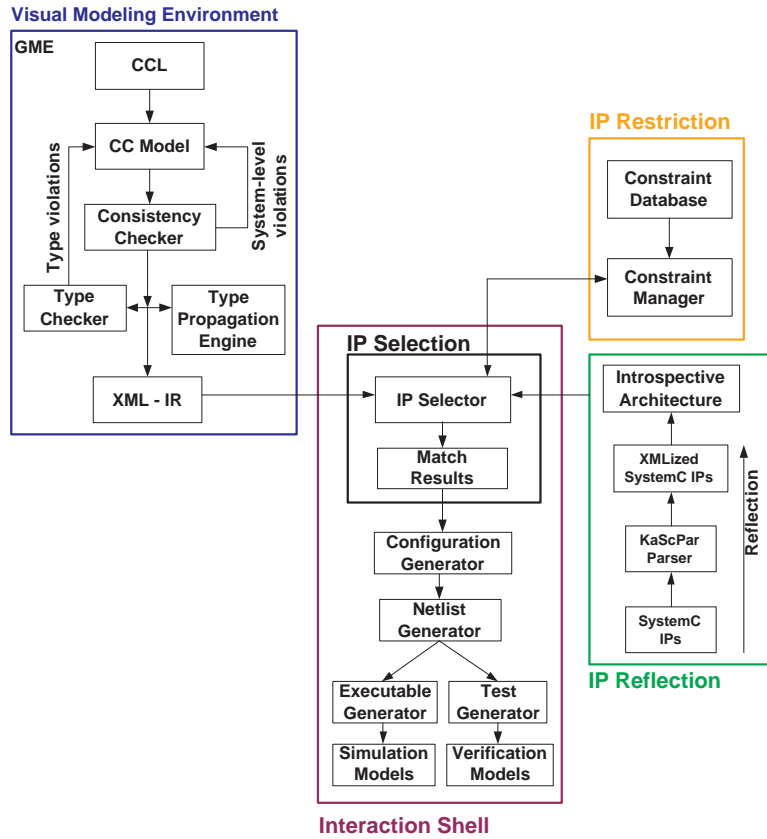 Visual Modeling Environment
GME
CCL
CC Model
Type violations
System-level
violations
Consistency
Checker
Type
Checker
Type
Propagation
Engine
XML - IR
IP Restriction
Constraint
Database
Constraint
Manager
IP Selection
IP Selector
Match
Results
Configuration
Generator
Netlist
Generator
Executable
Generator
Test
Generator
Simulation
Models
Verification
Models
Interaction Shell
Introspective
Architecture
XMLized
SystemC IPs
KaScPar
Parser
SystemC
IPs
Reflection
IP Reflection